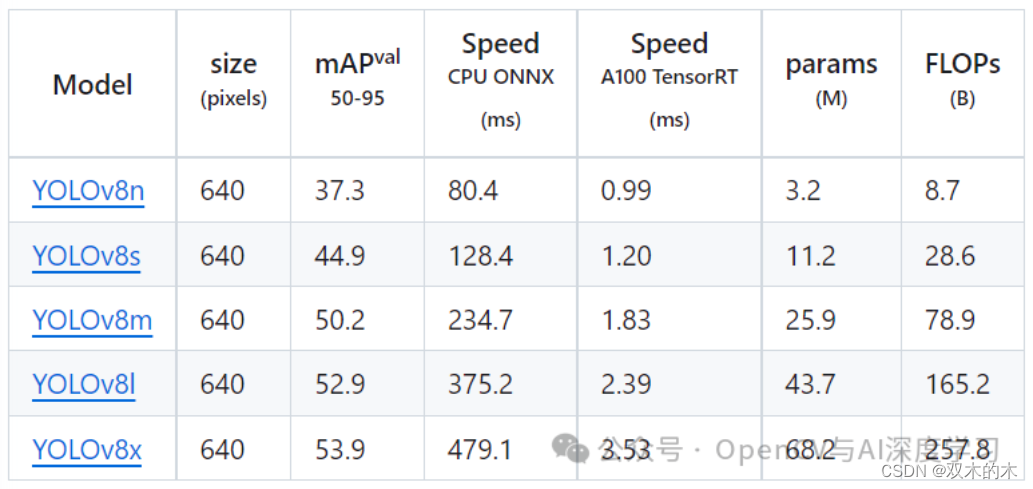 Model size (pixels) mAPval 50-95 Speed CPU ONNX (ms) Speed A100 TensorRT (ms) params (M) FLOPs (B)
YOLOv8n 640 37.3 80.4 0.99 3.2 8.7
YOLOv8s 640 44.9 128.4 1.20 11.2 28.6
YOLOv8m 640 50.2 234.7 1.83 25.9 78.9
YOLOv8l 640 52.9 375.2 2.39 43.7 165.2
YOLOv8x 640 53.9 479.1 3.53 68.2 257.8
公众号 · OpenCV与AI深度学习
CSDN @双木的木